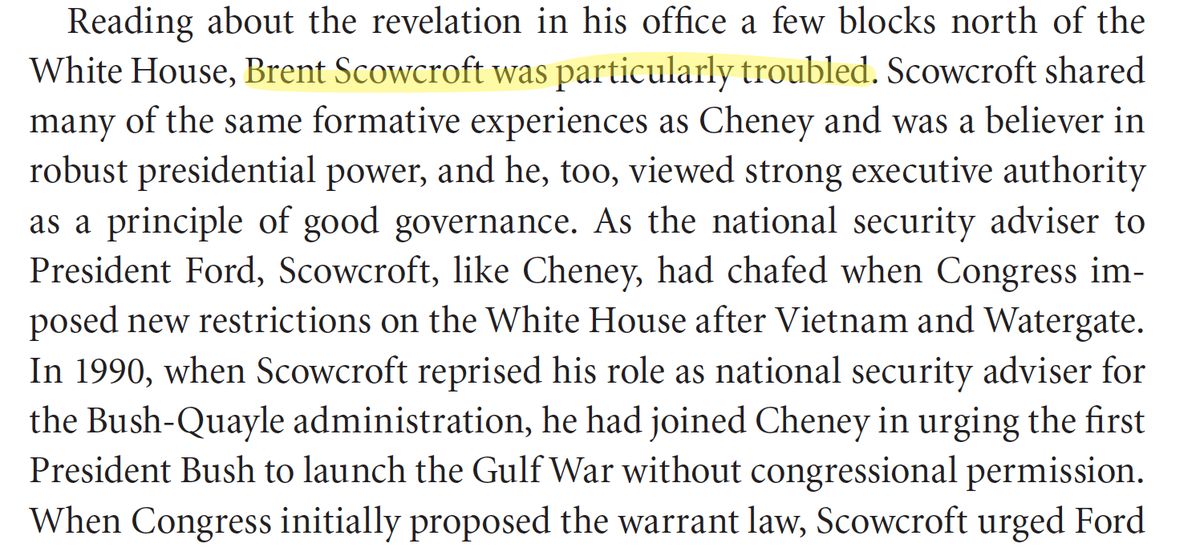 Reading about the revelation in his office a few blocks north of the
White House, Brent Scowcroft was particularly troubled. Scowcroft shared
many of the same formative experiences as Cheney and was a believer in
robust presidential power, and he, too, viewed strong executive authority
as a principle of good governance. As the national security adviser to
President Ford, Scowcroft, like Cheney, had chafed when Congress im-
posed new restrictions on the White House after Vietnam and Watergate.
In 1990, when Scowcroft reprised his role as national security adviser for
the Bush-Quayle administration, he had joined Cheney in urging the first
President Bush to launch the Gulf War without congressional permission.
When Congress initially proposed the warrant law, Scowcroft urged Ford